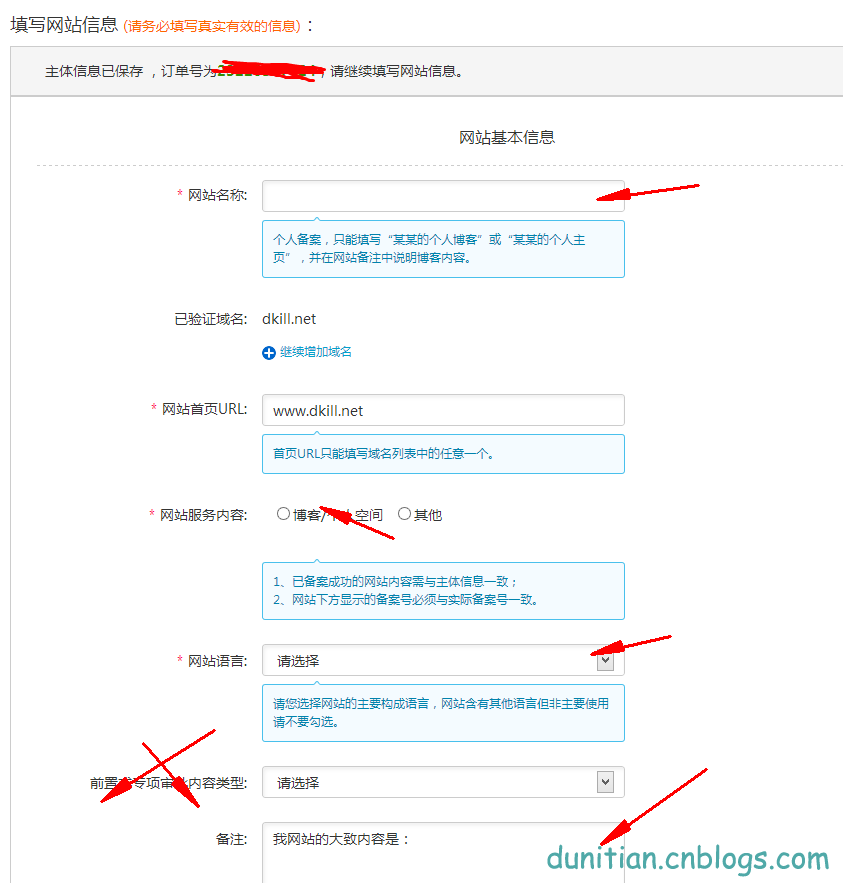 填写网站信息 (请务必填写真实有效的信息) ：
主体信息已保存 ，订单号为 ，请继续填写网站信息。
网站基本信息
* 网站名称:
个人备案，只能填写“某某的个人博客”或“某某的个人主
页”，并在网站备注中说明博客内容。
已验证域名: dkill.net
继续增加域名
* 网站首页URL: www.dkill.net
首页URL只能填写域名列表中的任意一个。
* 网站服务内容: 博客/个人空间 其他
1、已备案成功的网站内容需与主体信息一致；
2、网站下方显示的备案号必须与实际备案号一致。
* 网站语言: 请选择
请您选择网站的主要构成语言，网站含有其他语言但非主要使用
请不要勾选。
前置或专项审批内容类型: 请选择
备注: 我网站的大致内容是：
dunitian.cnblogs.com